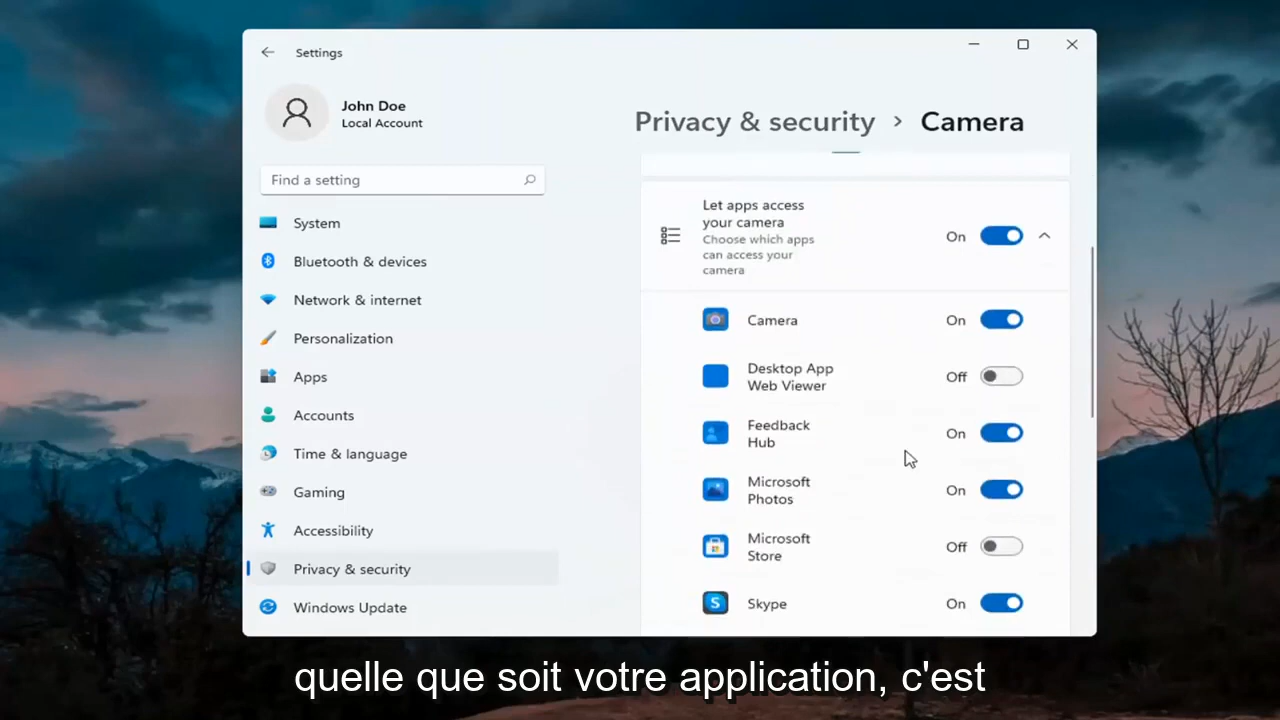 Settings
John Doe
Local Account
Find a setting
System
Bluetooth & devices
Network & internet
Personalization
Apps
Accounts
Time & language
Gaming
Accessibility
Privacy & security
Windows Update
Privacy & security > Camera
Let apps access
your camera
Choose which apps
can access your
camera
On
Camera
On
Desktop App
Web Viewer
Off
Feedback
Hub
On
Microsoft
Photos
On
Microsoft
Store
Off
Skype
On
quelle que soit votre application, c'est